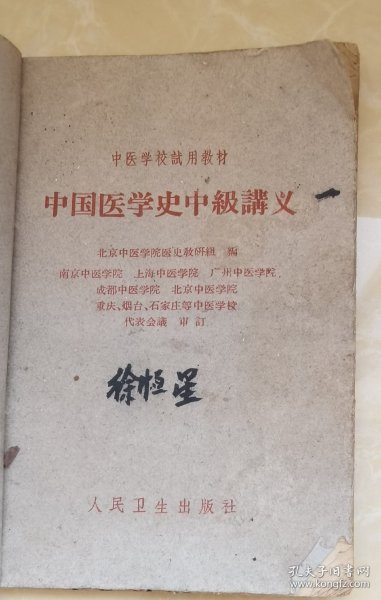 中医学校試用教材
中国医学史中級講义
北京中医学院医史教研組 編
南京中医学院 上海中医学院 广州中医学院
成都中医学院 北京中医学院
重庆、烟台、石家庄等中医学校
代表会議 审訂
徐恒星
人民卫生出版社
孔夫子旧书网
www.kongfz.com